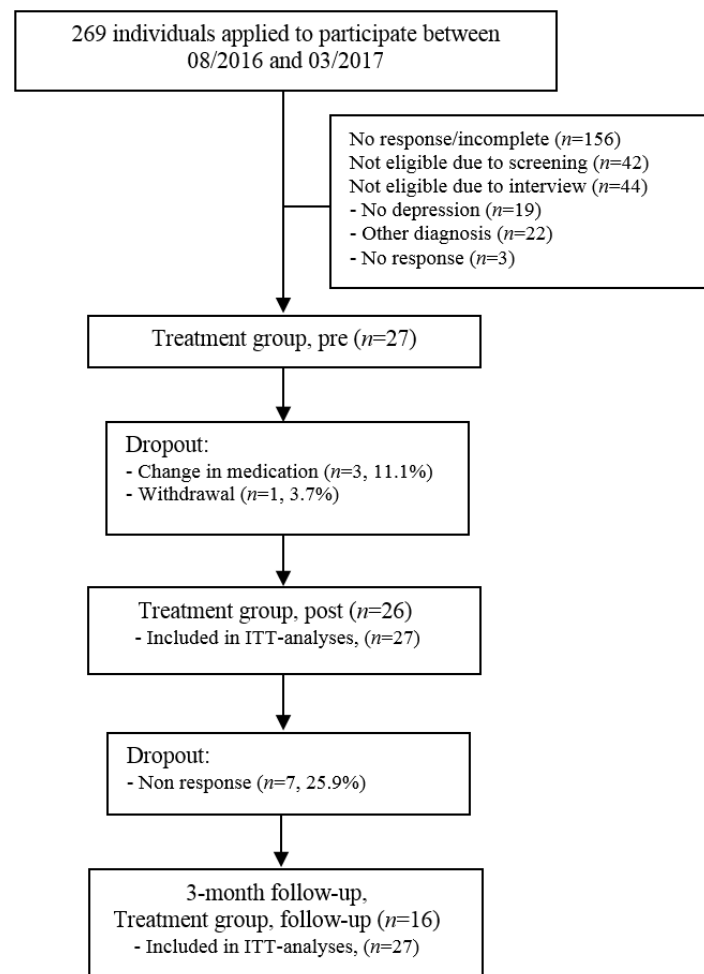 269 individuals applied to participate between
08/2016 and 03/2017
No response/incomplete (n=156)
Not eligible due to screening (n=42)
Not eligible due to interview (n=44)
- No depression (n=19)
- Other diagnosis (n=22)
- No response (n=3)
Treatment group, pre (n=27)
Dropout:
- Change in medication (n=3, 11.1%)
- Withdrawal (n=1, 3.7%)
Treatment group, post (n=26)
- Included in ITT-analyses, (n=27)
Dropout:
- Non response (n=7, 25.9%)
3-month follow-up,
Treatment group, follow-up (n=16)
- Included in ITT-analyses, (n=27)